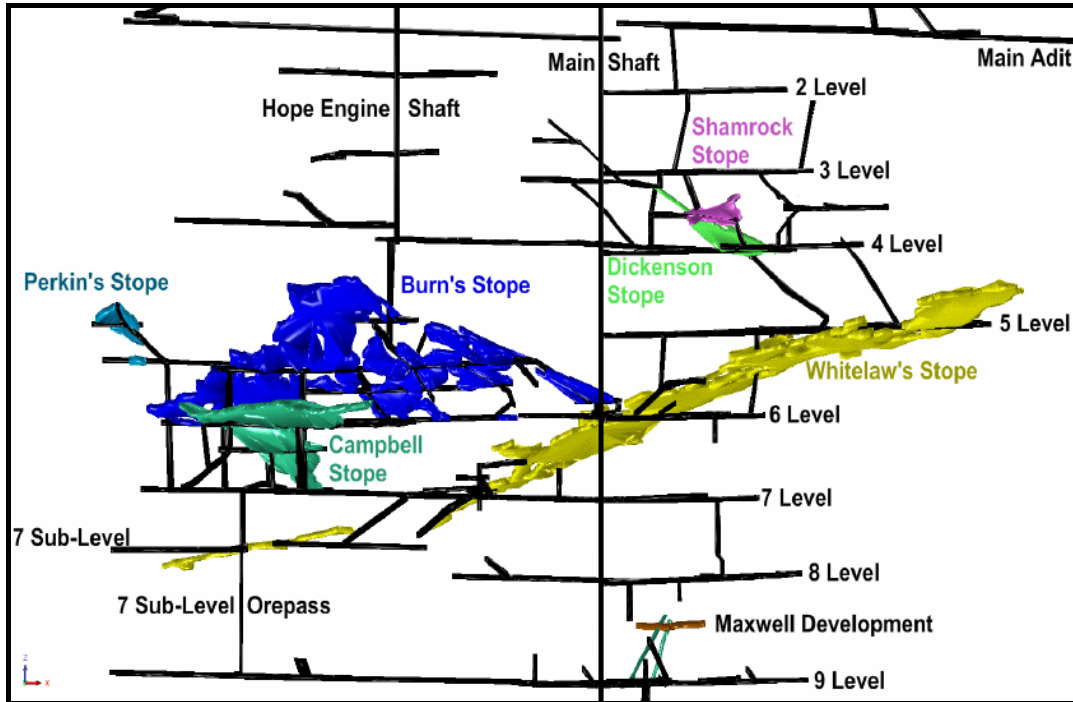 Main Adit
Main Shaft
2 Level
Hope Engine Shaft
Shamrock
Stope
3 Level
4 Level
Dickenson
Stope
Perkin's Stope
Burn's Stope
5 Level
Whitelaw's Stope
6 Level
Campbell
Stope
7 Level
7 Sub-Level
8 Level
7 Sub-Level Orepass
Maxwell Development
9 Level
Z
X